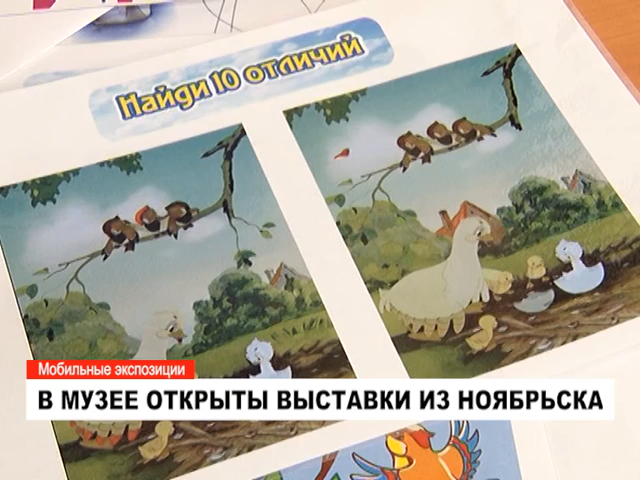 Найди 10 отличий
Мобильные экспозиции
В МУЗЕЕ ОТКРЫТЫ ВЫСТАВКИ ИЗ НОЯБРЬСКА